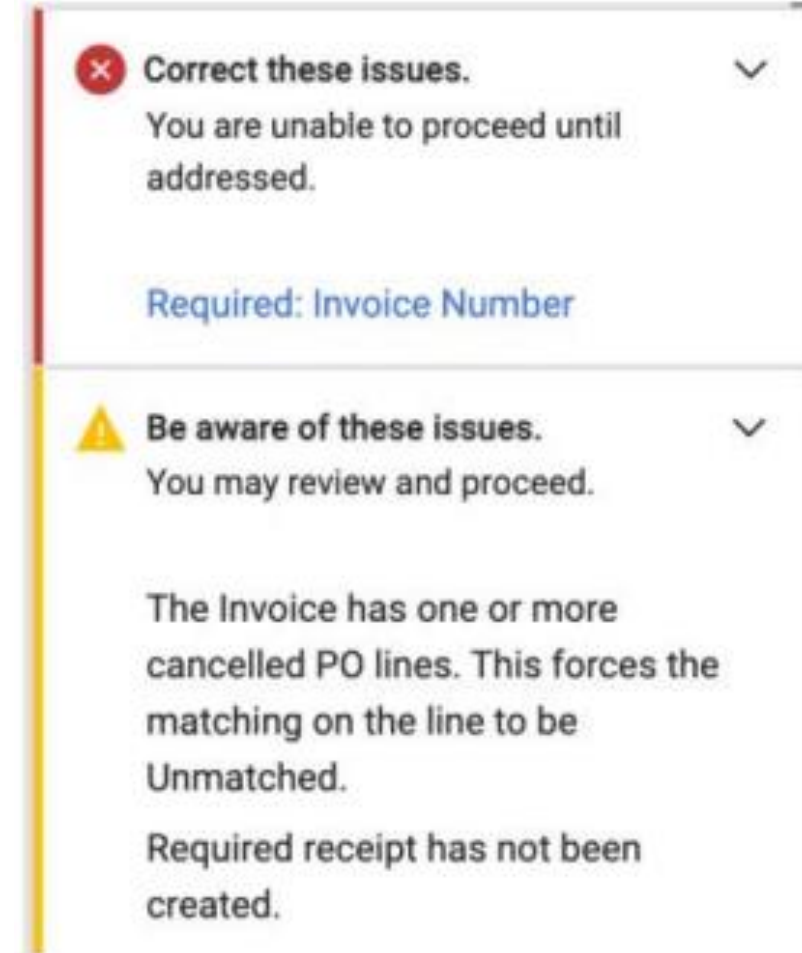 Correct these issues.
You are unable to proceed until
addressed.
Required: Invoice Number
Be aware of these issues.
You may review and proceed.
The Invoice has one or more
cancelled PO lines. This forces the
matching on the line to be
Unmatched.
Required receipt has not been
created.